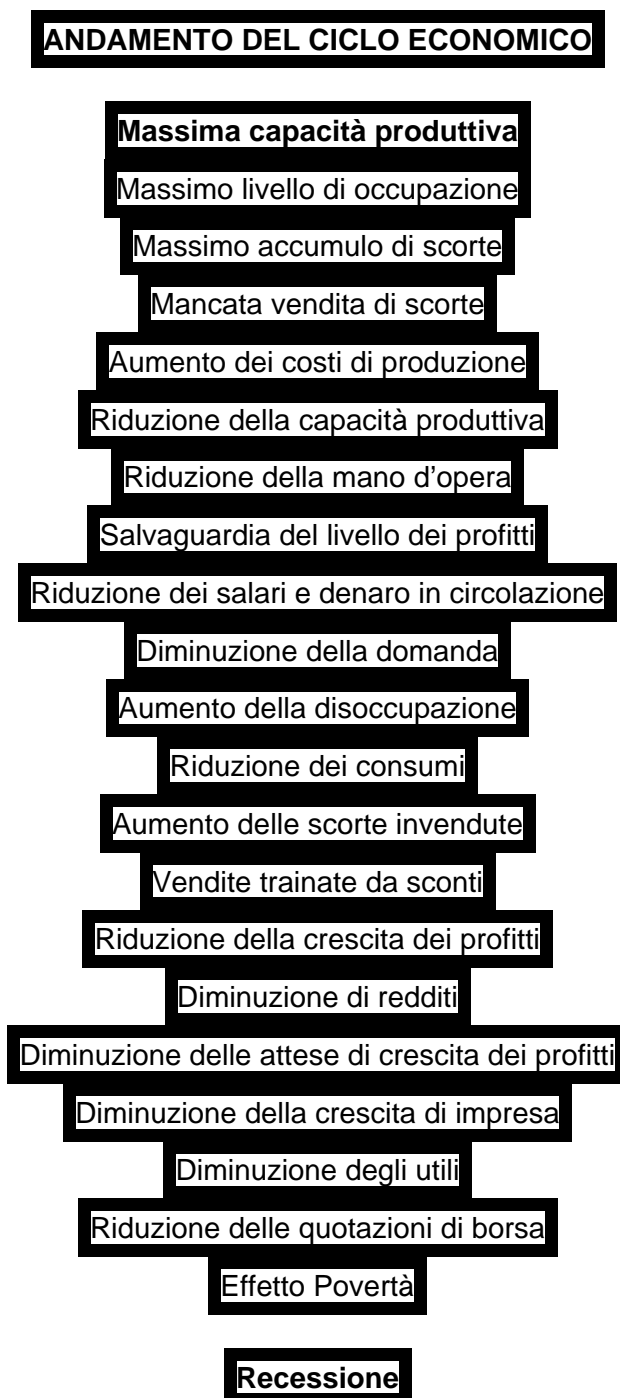 ANDAMENTO DEL CICLO ECONOMICO
Massima capacità produttiva
Massimo livello di occupazione
Massimo accumulo di scorte
Mancata vendita di scorte
Aumento dei costi di produzione
Riduzione della capacità produttiva
Riduzione della mano d'opera
Salvaguardia del livello dei profitti
Riduzione dei salari e denaro in circolazione
Diminuzione della domanda
Aumento della disoccupazione
Riduzione dei consumi
Aumento delle scorte invendute
Vendite trainate da sconti
Riduzione della crescita dei profitti
Diminuzione di redditi
Diminuzione delle attese di crescita dei profitti
Diminuzione della crescita di impresa
Diminuzione degli utili
Riduzione delle quotazioni di borsa
Effetto Povertà
Recessione